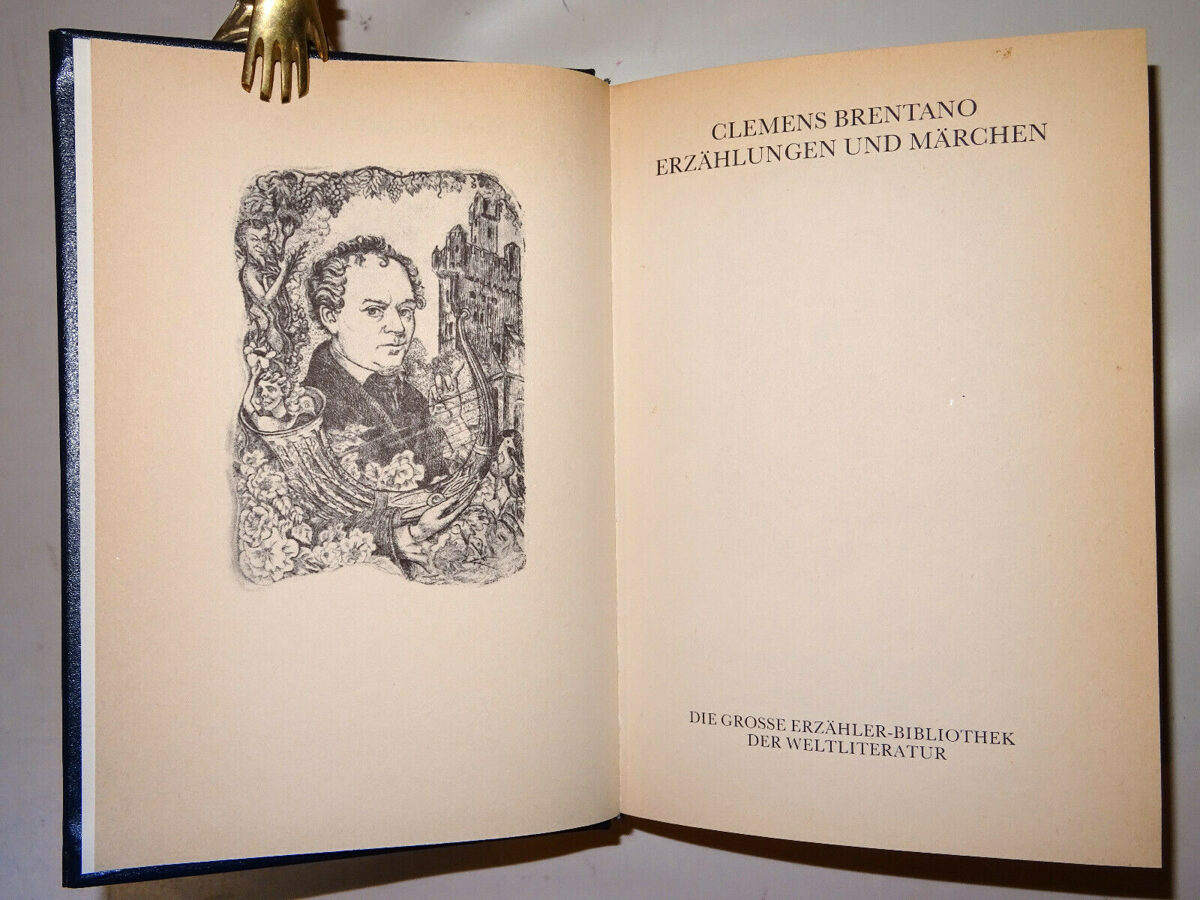 CLEMENS BRENTANO
ERZÄHLUNGEN UND MÄRCHEN
DIE GROSSE ERZÄHLER-BIBLIOTHEK
DER WELTLITERATUR